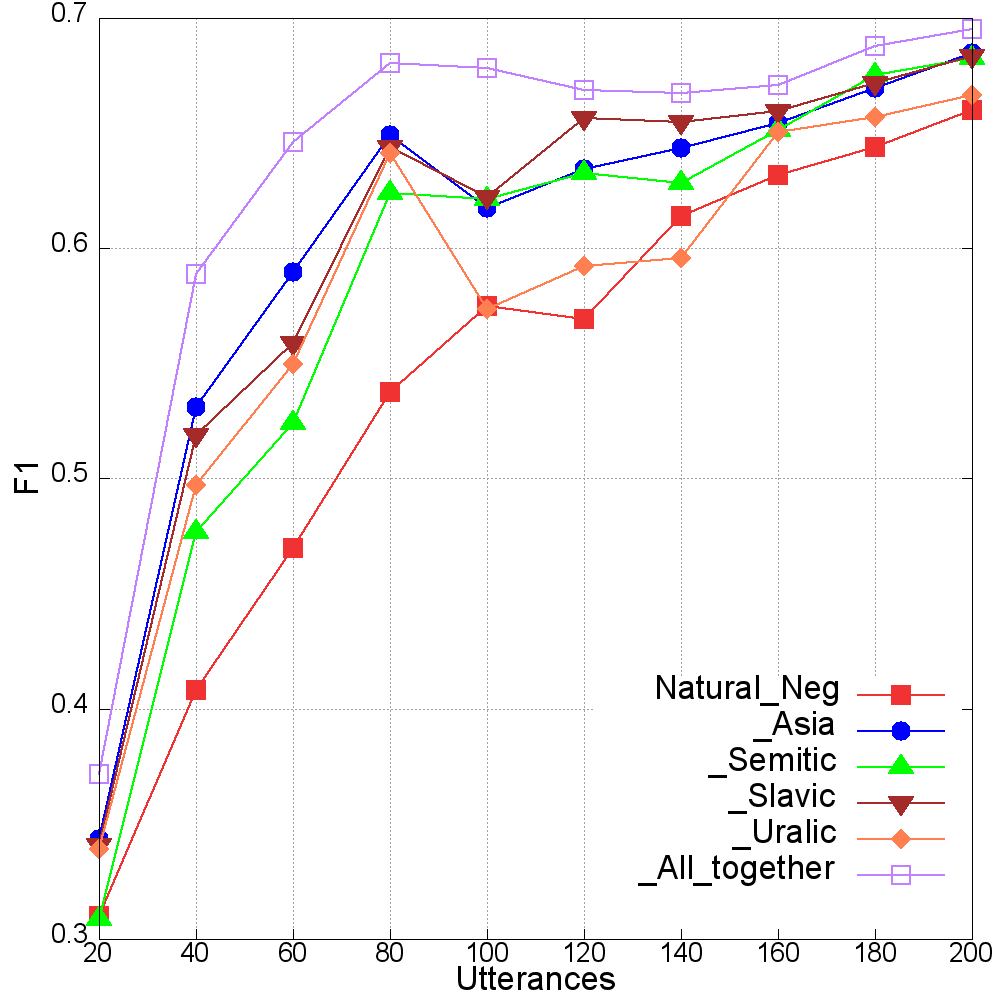 0.7
0.6
0.5
0.4
0.3
F1
Natural_Neg
_Asia
_Semitic
_Slavic
_Uralic
_All_together
20 40 60 80 100 120 140 160 180 200
Utterances